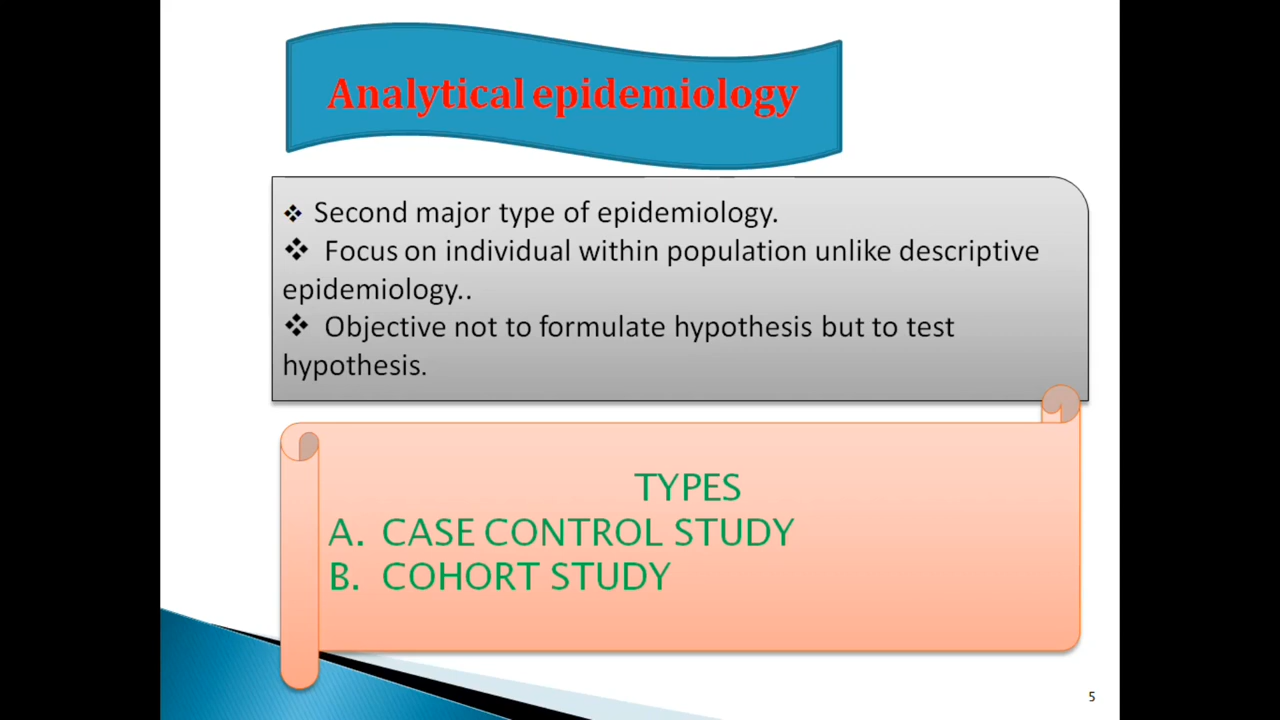 Analytical epidemiology
❖ Second major type of epidemiology.
❖ Focus on individual within population unlike descriptive
epidemiology..
❖ Objective not to formulate hypothesis but to test
hypothesis.
TYPES
A. CASE CONTROL STUDY
B. COHORT STUDY
5